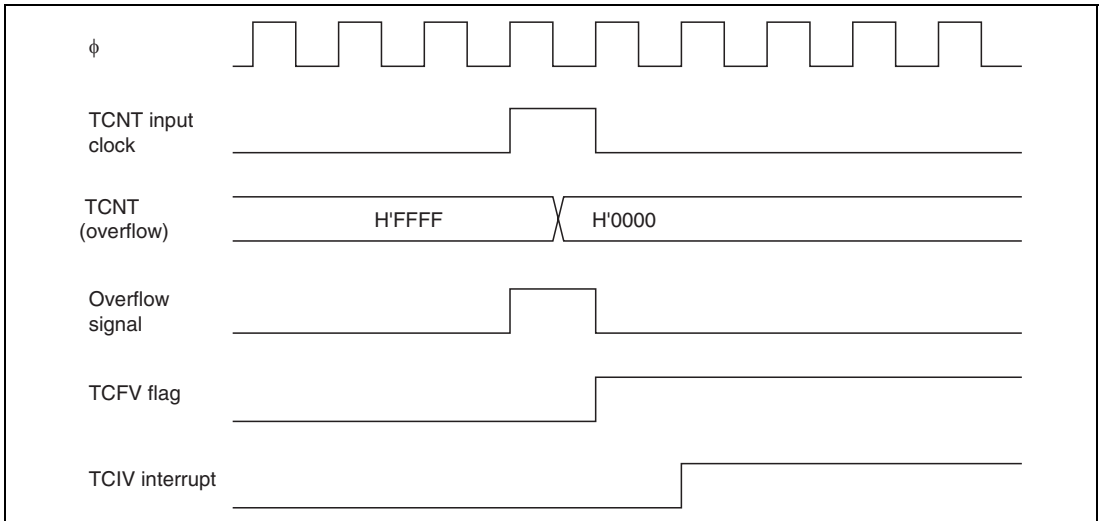 ϕ
TCNT input
clock
TCNT
(overflow)
H'FFFF
H'0000
Overflow
signal
TCFV flag
TCIV interrupt